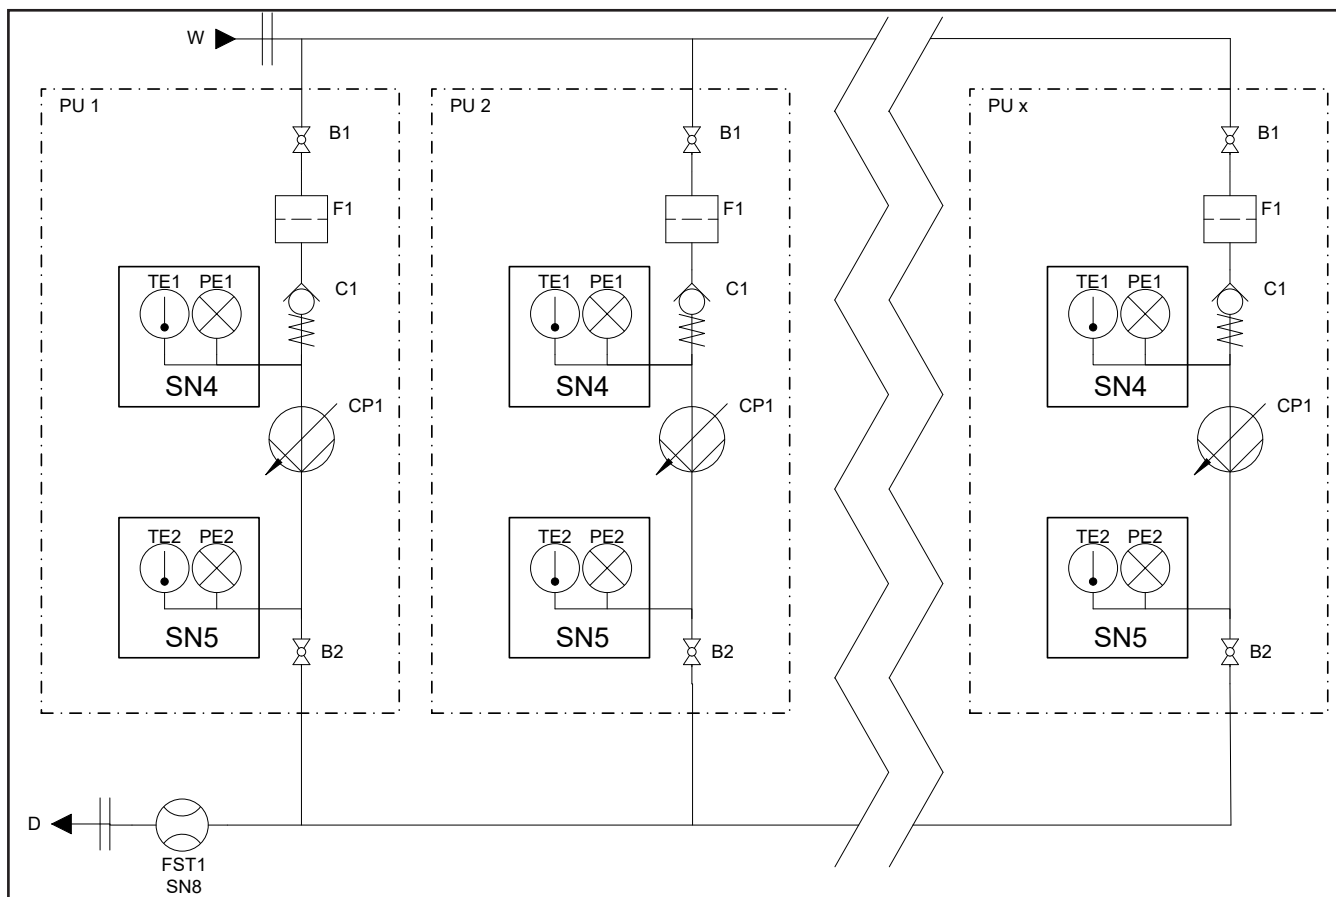 W
PU 1
PU 2
PU x
B1
B1
B1
F1
F1
F1
TE1 PE1
C1
TE1 PE1
C1
TE1 PE1
C1
SN4
SN4
SN4
CP1
CP1
CP1
TE2 PE2
TE2 PE2
TE2 PE2
SN5
SN5
SN5
B2
B2
B2
D
FST1
SN8